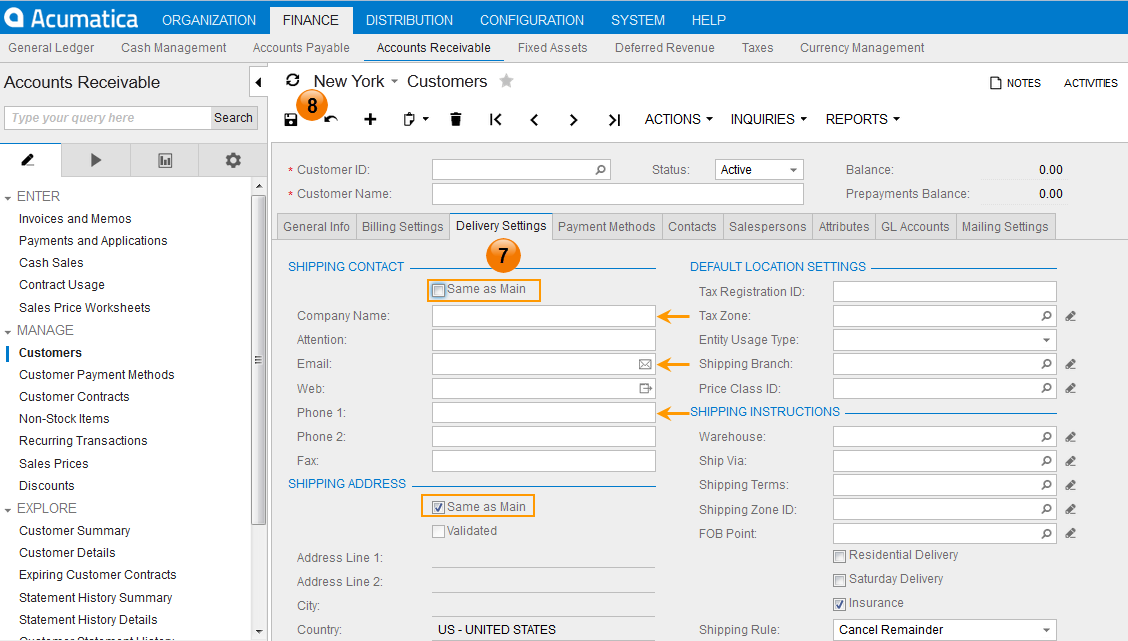 Acumatica ORGANIZATION FINANCE DISTRIBUTION CONFIGURATION SYSTEM HELP
General Ledger Cash Management Accounts Payable Accounts Receivable Fixed Assets Deferred Revenue Taxes Currency Management
Accounts Receivable
Type your query here Search
ENTER
Invoices and Memos
Payments and Applications
Cash Sales
Contract Usage
Sales Price Worksheets
MANAGE
Customers
Customer Payment Methods
Customer Contracts
Non-Stock Items
Recurring Transactions
Sales Prices
Discounts
EXPLORE
Customer Summary
Customer Details
Expiring Customer Contracts
Statement History Summary
Statement History Details
Customer Statement History
New York Customers
NOTES ACTIVITIES
8
ACTIONS INQUIRIES REPORTS
* Customer ID: Status: Active Balance: 0.00
* Customer Name: Prepayments Balance: 0.00
General Info Billing Settings Delivery Settings Payment Methods Contacts Salespersons Attributes GL Accounts Mailing Settings
7
SHIPPING CONTACT
Same as Main
Company Name:
Attention:
Email:
Web:
Phone 1:
Phone 2:
Fax:
SHIPPING ADDRESS
Same as Main
Validated
Address Line 1:
Address Line 2:
City:
Country: US - UNITED STATES
DEFAULT LOCATION SETTINGS
Tax Registration ID:
Tax Zone:
Entity Usage Type:
Shipping Branch:
Price Class ID:
SHIPPING INSTRUCTIONS
Warehouse:
Ship Via:
Shipping Terms:
Shipping Zone ID:
FOB Point:
Residential Delivery
Saturday Delivery
Insurance
Shipping Rule: Cancel Remainder